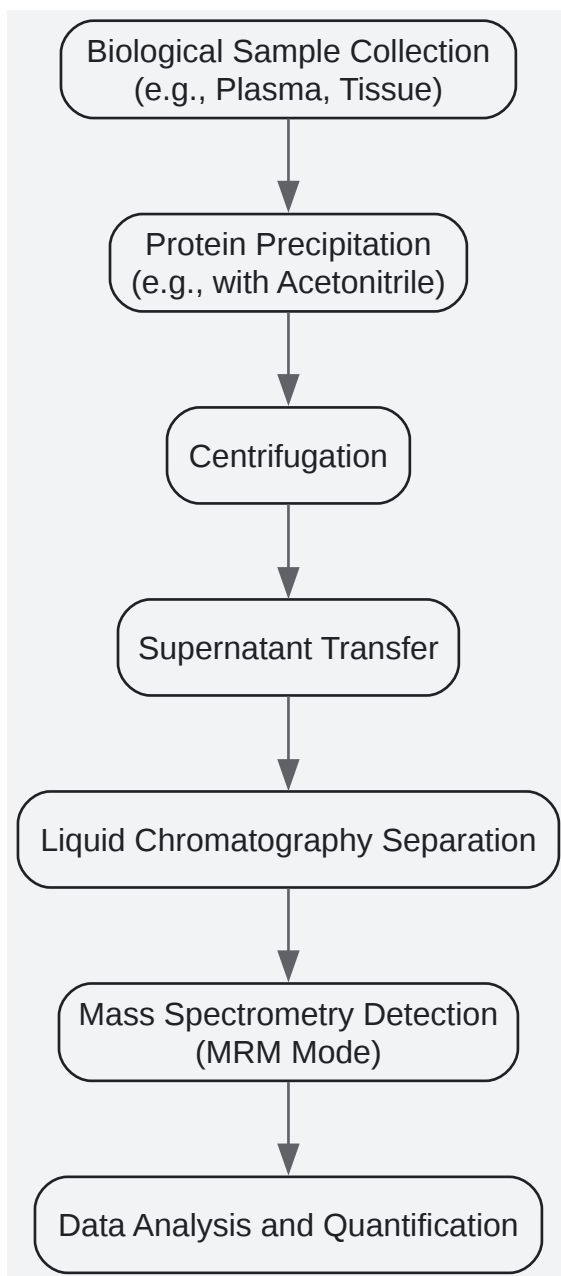 Biological Sample Collection
(e.g., Plasma, Tissue)
Protein Precipitation
(e.g., with Acetonitrile)
Centrifugation
Supernatant Transfer
Liquid Chromatography Separation
Mass Spectrometry Detection
(MRM Mode)
Data Analysis and Quantification